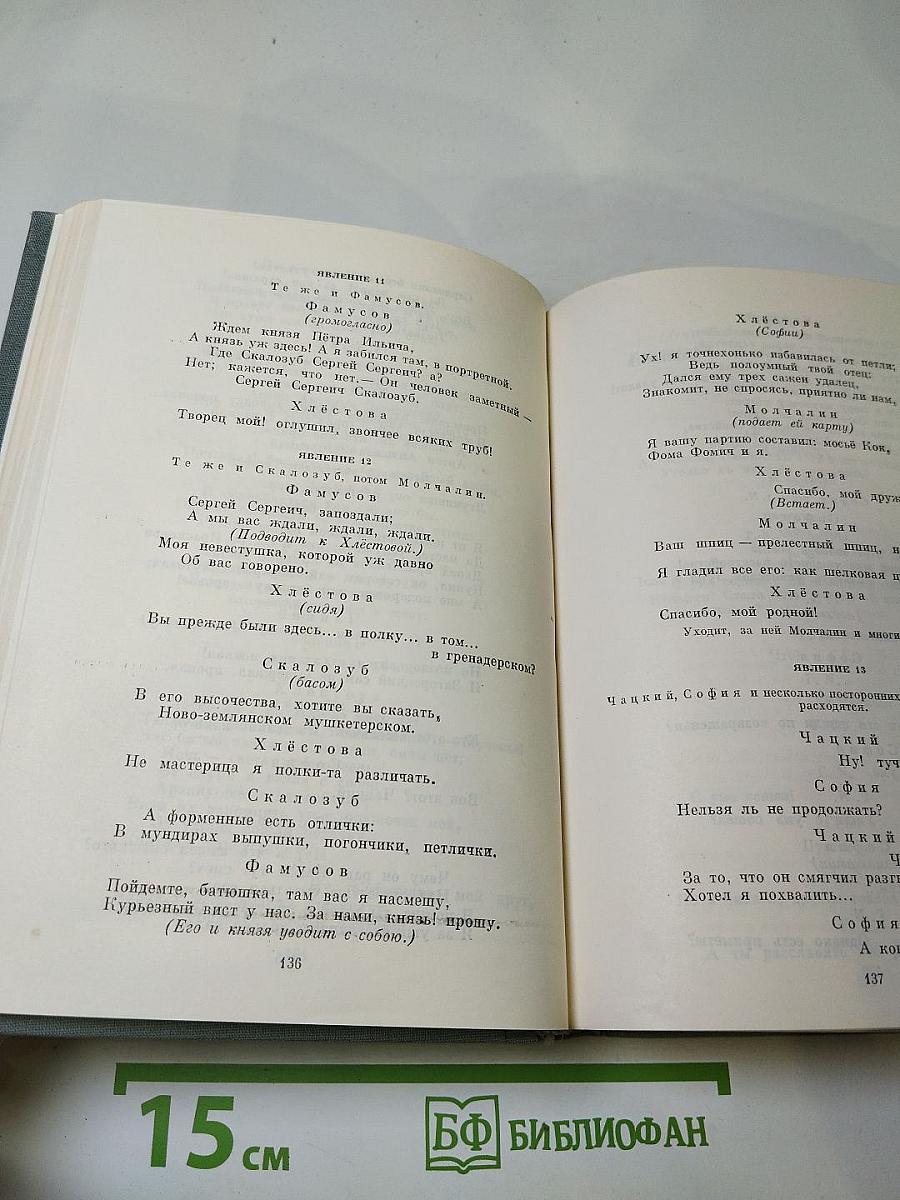 ЯВЛЕНИЕ 11
Те же и Фамусов.
Фамусов
(громогласно)
Ждем князя Пётра Ильича,
А князь уж здесь! А я забился там, в портретной.
Где Скалозуб Сергей Сергеич? а?
Нет; кажется, что нет.— Он человек заметный —
Сергей Сергеич Скалозуб.
Хлёстова
Творец мой! оглушил, звончее всяких труб!
ЯВЛЕНИЕ 12
Те же и Скалозуб, потом Молчалин.
Фамусов
Сергей Сергеич, запоздали;
А мы вас ждали, ждали, ждали.
(Подводит к Хлёстовой.)
Моя невестушка, которой уж давно
Об вас говорено.
Хлёстова
(сидя)
Вы прежде были здесь... в полку... в том...
в гренадерском?
Скалозуб
(басом)
В его высочества, хотите вы сказать,
Ново-землянском мушкетерском.
Хлёстова
Не мастерица я полки-та различать.
Скалозуб
А форменные есть отлички:
В мундирах выпушки, погончики, петлички.
Фамусов
Пойдемте, батюшка, там вас я насмешу,
Курьезный вист у нас. За нами, князь! прошу.
(Его и князя уводит с собою.)
136
Хлёстова
(Софии)
Ух! я точнехонько избавилась от петли;
Ведь полоумный твой отец:
Дался ему трех сажен удалец,
Знакомит, не спросясь, приятно ли нам,
Молчалин
(подает ей карту)
Я вашу партию составил: мосьё Кок,
Фома Фомич и я.
Хлёстова
Спасибо, мой друж
(Встает.)
Молчалин
Ваш шпиц — прелестный шпиц, н
Я гладил все его: как шелковая ш
Хлёстова
Спасибо, мой родной!
Уходит, за ней Молчалин и многи
ЯВЛЕНИЕ 13
Чацкий, София и несколько посторонних
расходятся.
Чацкий
Ну! туч
София
Нельзя ль не продолжать?
Чацкий
Ч
За то, что он смягчил разг
Хотел я похвалить...
София
А кон
137
15 см
БФ БИБЛИОФАН